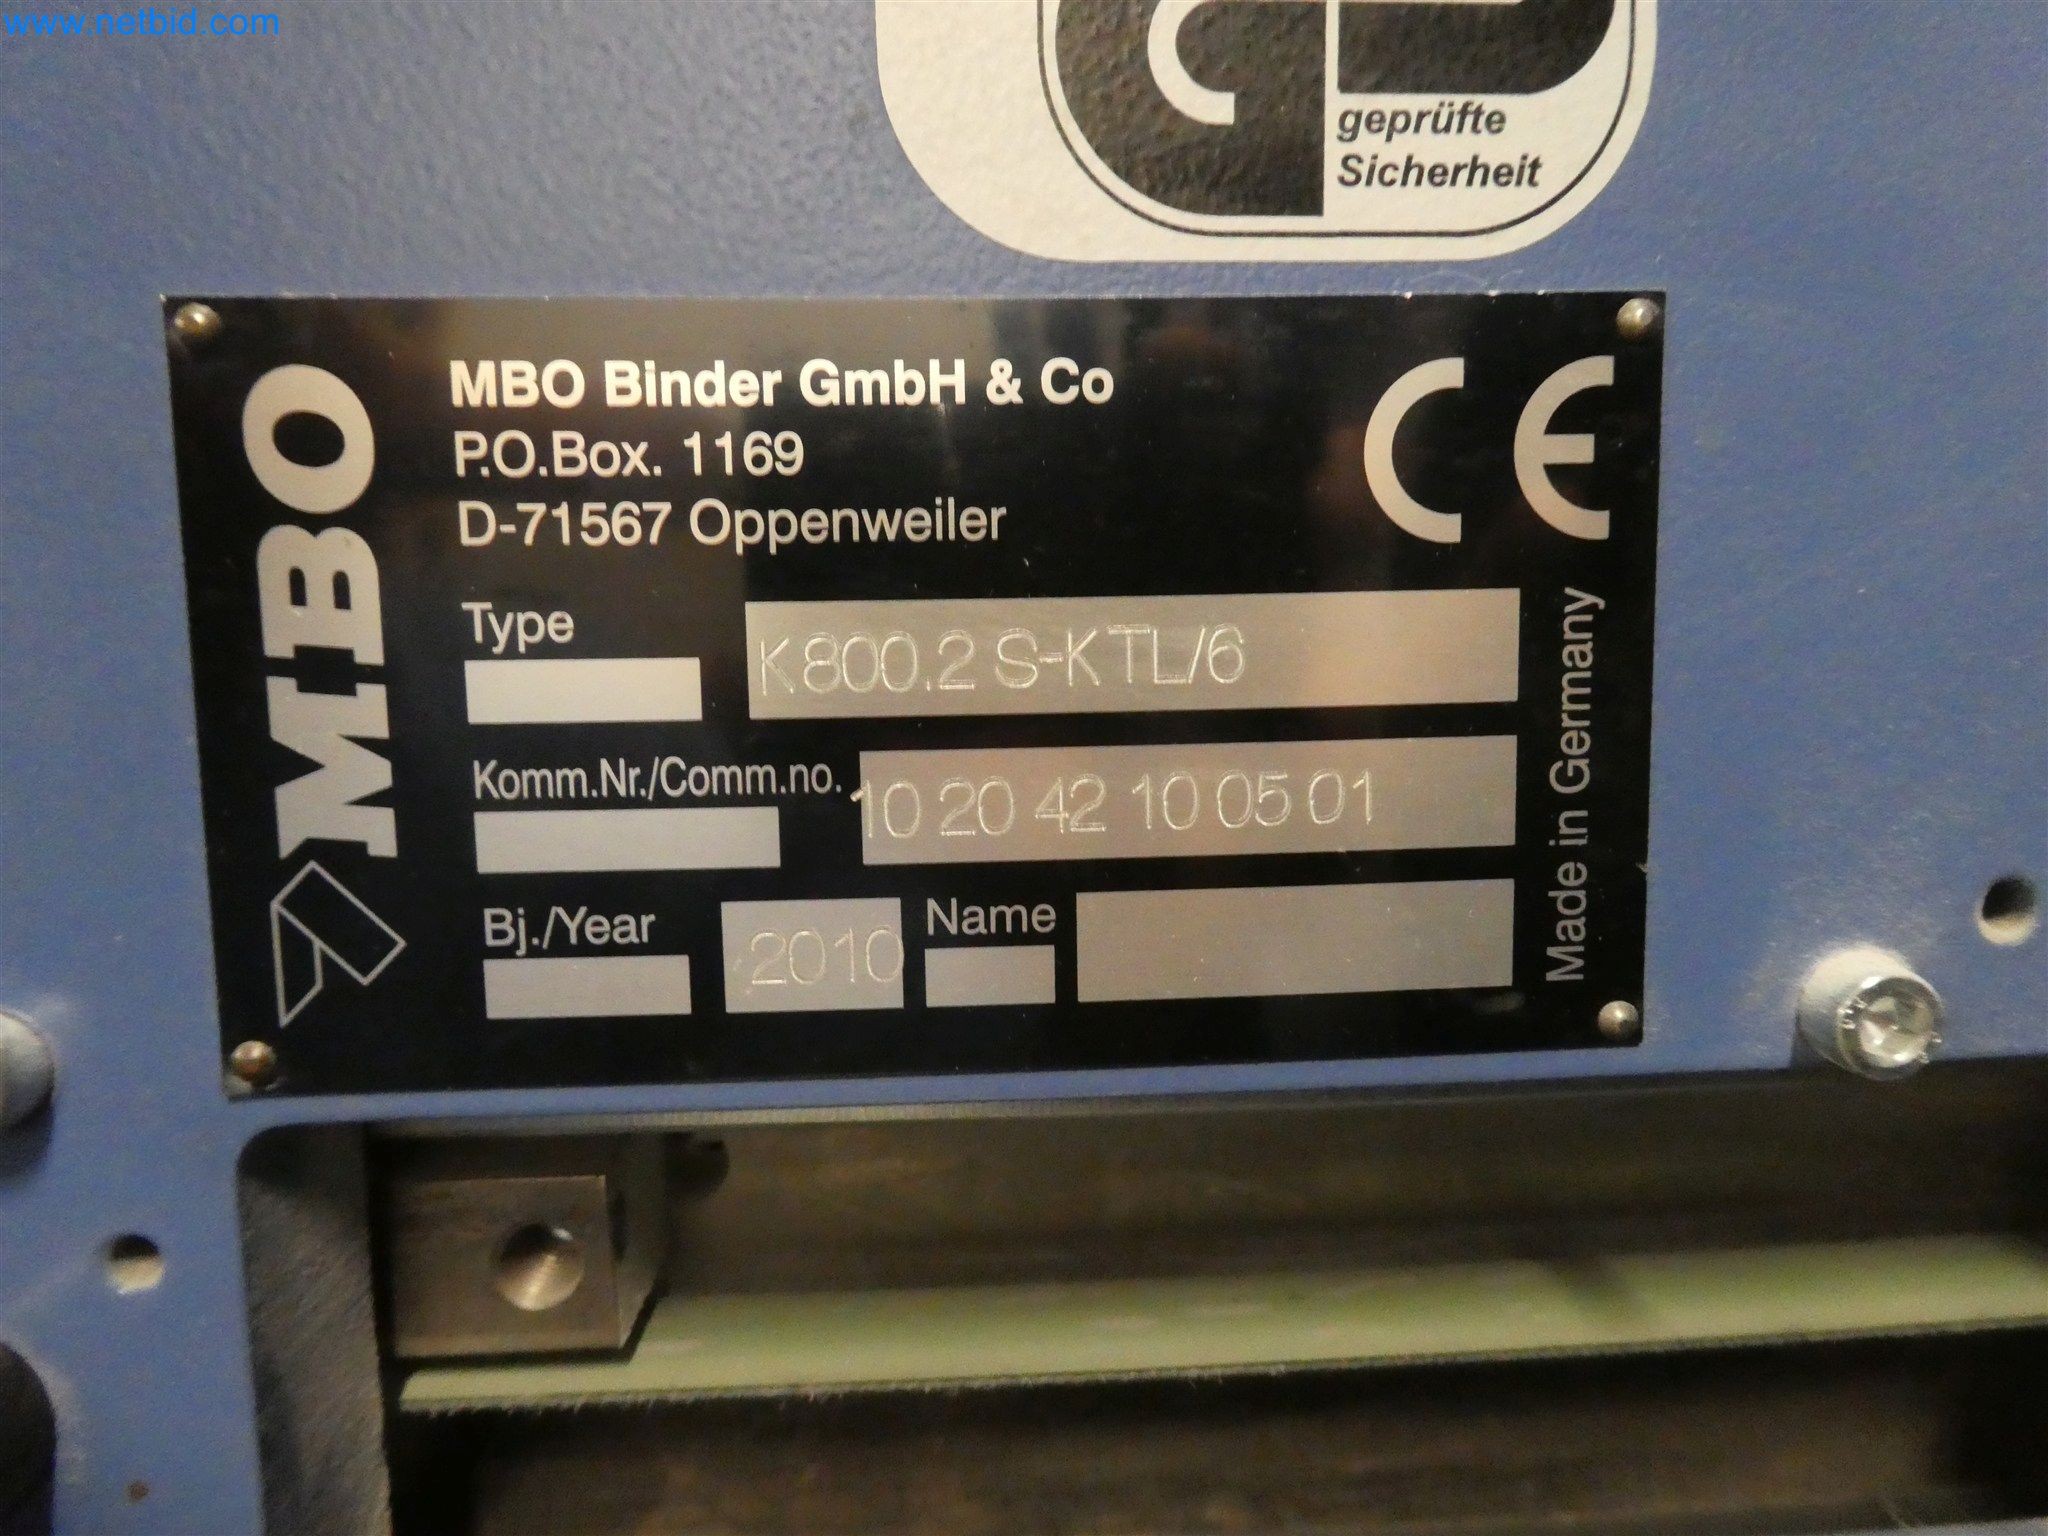 www.netbid.com
geprüfte
Sicherheit
MBO
MBO Binder GmbH & Co
P.O.Box. 1169
D-71567 Oppenweiler
CE
Type K800.2 S-KTL/6
Komm.Nr./Comm.no. 10 20 42 10 05 01
Bj./Year 2010 Name
Made in Germany